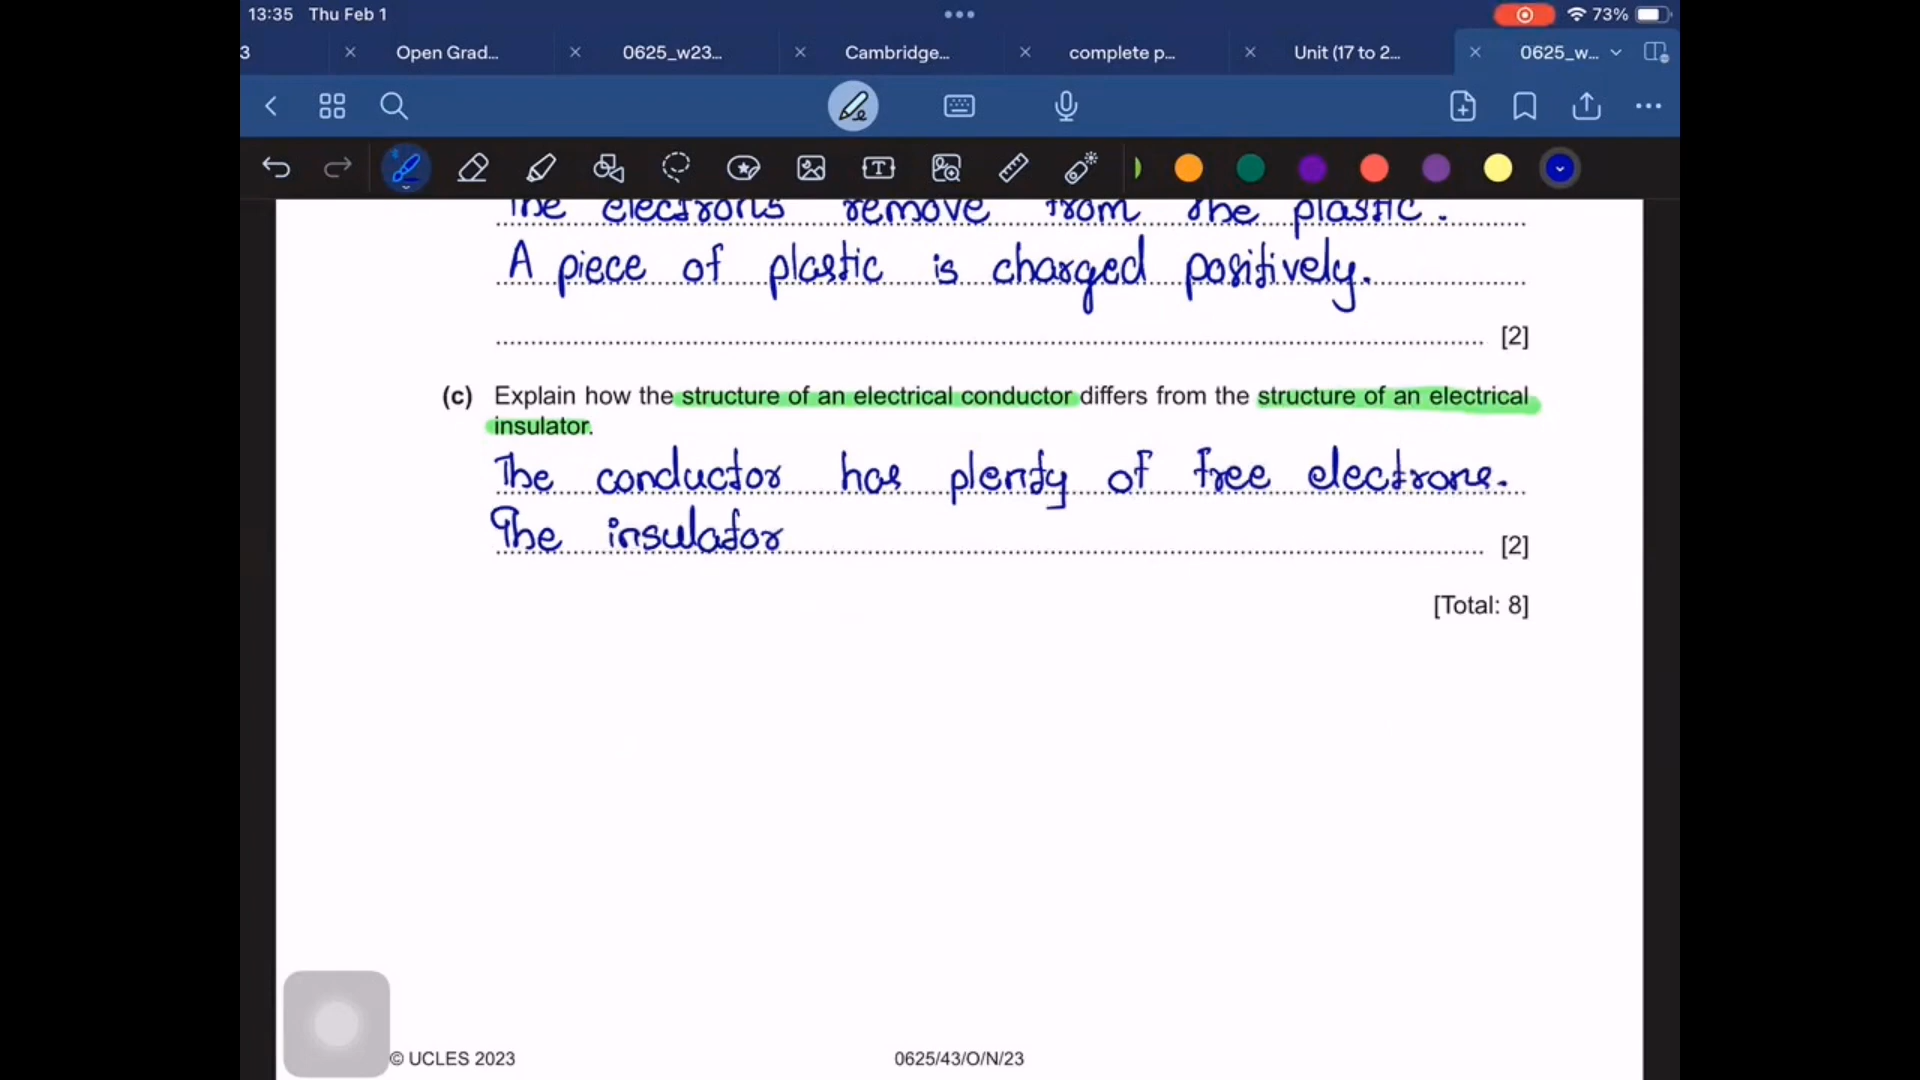 13:35 Thu Feb 1
73%
3
Open Grad...
0625_w23...
Cambridge...
complete p...
Unit (17 to 2...
0625_w...
The electrons remove from the plastic.
A piece of plastic is charged positively.
[2]
(c) Explain how the structure of an electrical conductor differs from the structure of an electrical
insulator.
The conductor has plenty of free electrons.
The insulator
[2]
[Total: 8]
© UCLES 2023
0625/43/O/N/23